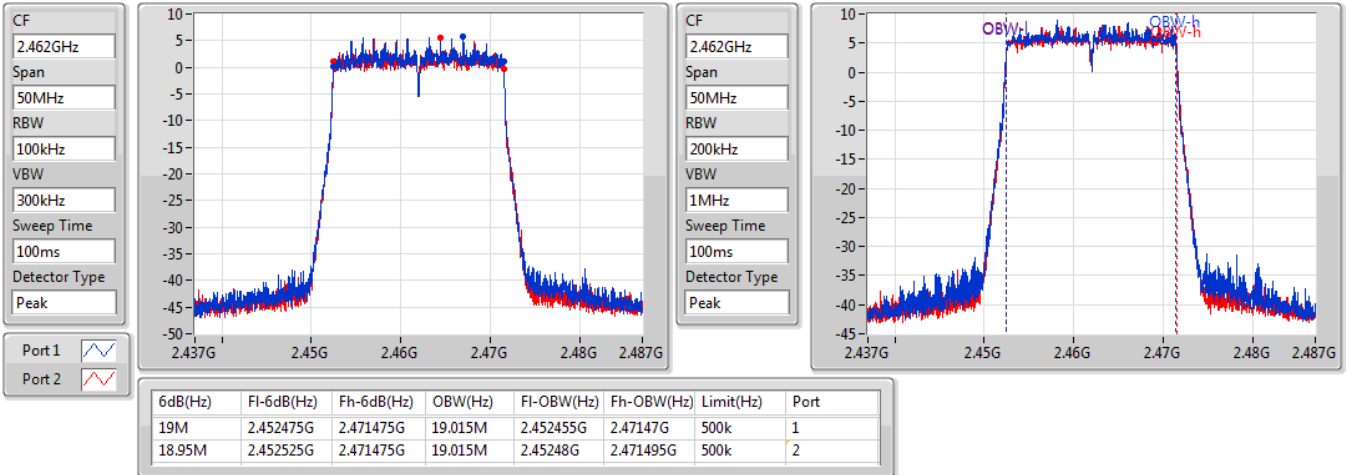 CF
2.462GHz
Span
50MHz
RBW
100kHz
VBW
300kHz
Sweep Time
100ms
Detector Type
Peak
Port 1
Port 2
10
5
0
-5
-10
-15
-20
-25
-30
-35
-40
-45
-50
2.437G 2.45G 2.46G 2.47G 2.48G 2.487G
CF
2.462GHz
Span
50MHz
RBW
200kHz
VBW
1MHz
Sweep Time
100ms
Detector Type
Peak
10
5
0
-5
-10
-15
-20
-25
-30
-35
-40
-45
OBW-h
OBW-h
2.437G 2.45G 2.46G 2.47G 2.48G 2.487G
6dB(Hz) Fl-6dB(Hz) Fh-6dB(Hz) OBW(Hz) Fl-OBW(Hz) Fh-OBW(Hz) Limit(Hz) Port
19M 2.452475G 2.471475G 19.015M 2.452455G 2.47147G 500k 1
18.95M 2.452525G 2.471475G 19.015M 2.45248G 2.471495G 500k 2